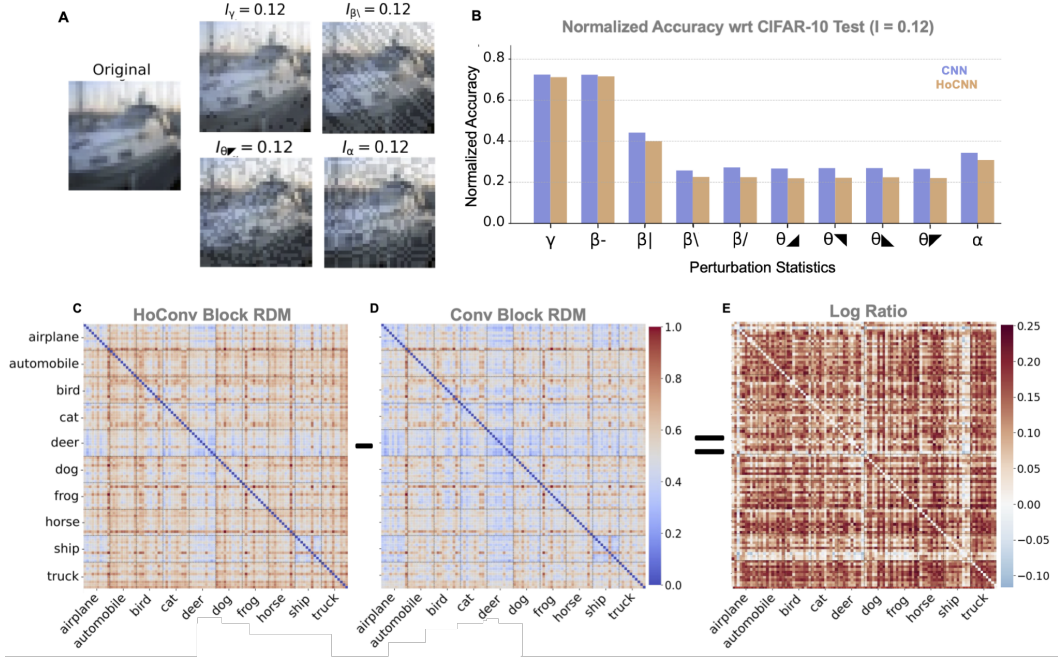 A
Original
I_γ = 0.12
I_β\ = 0.12
I_θ◤ = 0.12
I_α = 0.12
B
Normalized Accuracy wrt CIFAR-10 Test (I = 0.12)
Normalized Accuracy
0.8
0.6
0.4
0.2
0.0
CNN
HoCNN
γ β- β| β\ β/ θ◢ θ◥ θ◣ θ◤ α
Perturbation Statistics
C
HoConv Block RDM
airplane
automobile
bird
cat
deer
dog
frog
horse
ship
truck
airplane automobile bird cat deer dog frog horse ship truck
-
D
Conv Block RDM
1.0
0.8
0.6
0.4
0.2
0.0
airplane automobile bird cat deer dog frog horse ship truck
=
E
Log Ratio
0.25
0.20
0.15
0.10
0.05
0.00
−0.05
−0.10
airplane automobile bird cat deer dog frog horse ship truck